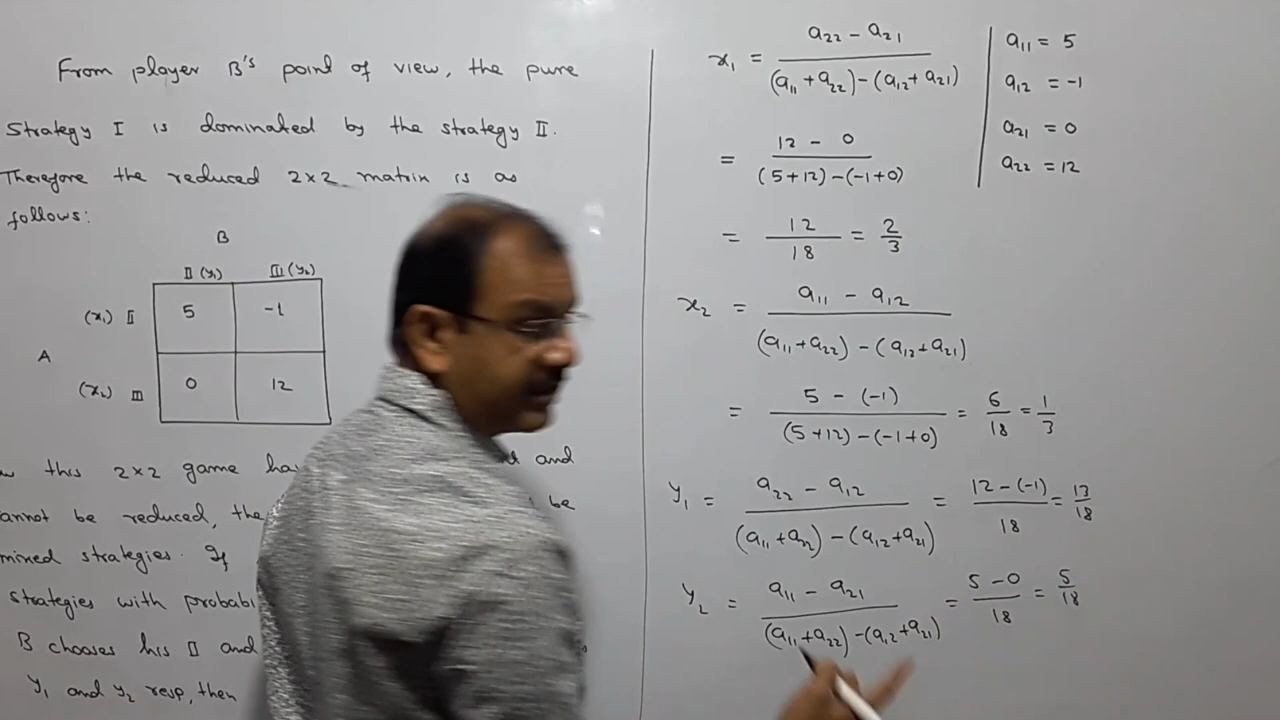 From player B's point of view, the pure
Strategy I is dominated by the strategy II.
Therefore the reduced 2×2 matrix is as
follows:
B
II (y₁) III (y₂)
(x₁) II 5 -1
A
(x₂) III 0 12
this 2×2 game and
be reduced, be
mixed strategies. If
strategies with
B chooses his II and
y₁ and y₂ resp, then
x₁ = (a₂₂ - a₂₁) / ((a₁₁ + a₂₂) - (a₁₂ + a₂₁))
= (12 - 0) / ((5+12) - (-1+0))
= 12/18 = 2/3
x₂ = (a₁₁ - a₁₂) / ((a₁₁+a₂₂) - (a₁₂+a₂₁))
= (5 - (-1)) / ((5+12) - (-1+0)) = 6/18 = 1/3
y₁ = (a₂₂ - a₁₂) / ((a₁₁+a₂₂) - (a₁₂+a₂₁)) = (12-(-1))/18 = 13/18
y₂ = (a₁₁ - a₂₁) / ((a₁₁+a₂₂) - (a₁₂+a₂₁)) = (5-0)/18 = 5/18
a₁₁ = 5
a₁₂ = -1
a₂₁ = 0
a₂₂ = 12